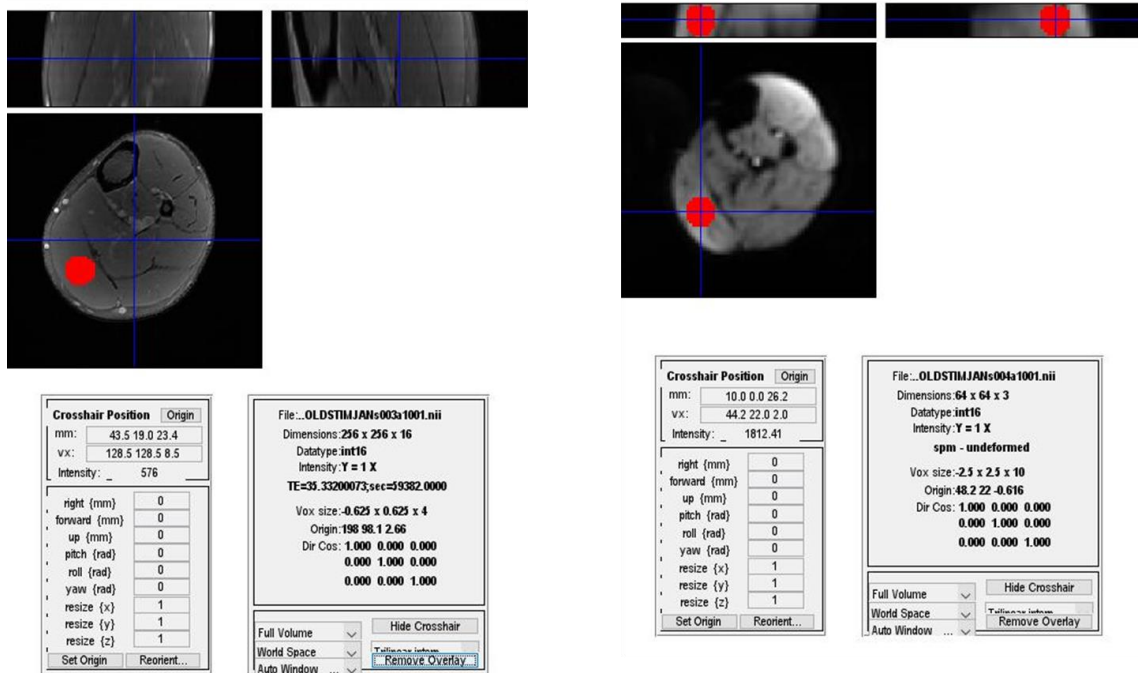 Crosshair Position Origin
mm: 43.5 19.0 23.4
vx: 128.5 128.5 8.5
Intensity: 576
right {mm} 0
forward {mm} 0
up {mm} 0
pitch {rad} 0
roll {rad} 0
yaw {rad} 0
resize {x} 1
resize {y} 1
resize {z} 1
Set Origin Reorient...
File:..OLDSTIMJANs003a1001.nii
Dimensions:256 x 256 x 16
Datatype:int16
Intensity:Y = 1 X
TE=35.33200073;sec=59382.0000
Vox size:-0.625 x 0.625 x 4
Origin:198 98.1 2.66
Dir Cos: 1.000 0.000 0.000
0.000 1.000 0.000
0.000 0.000 1.000
Full Volume
World Space
Auto Window
Hide Crosshair
Remove Overlay
Crosshair Position Origin
mm: 10.0 0.0 26.2
vx: 44.2 22.0 2.0
Intensity: 1812.41
right {mm} 0
forward {mm} 0
up {mm} 0
pitch {rad} 0
roll {rad} 0
yaw {rad} 0
resize {x} 1
resize {y} 1
resize {z} 1
Set Origin Reorient...
File:..OLDSTIMJANs004a1001.nii
Dimensions:64 x 64 x 3
Datatype:int16
Intensity:Y = 1 X
spm - undeformed
Vox size:-2.5 x 2.5 x 10
Origin:48.2 22 -0.616
Dir Cos: 1.000 0.000 0.000
0.000 1.000 0.000
0.000 0.000 1.000
Full Volume
World Space
Auto Window ...
Hide Crosshair
Remove Overlay